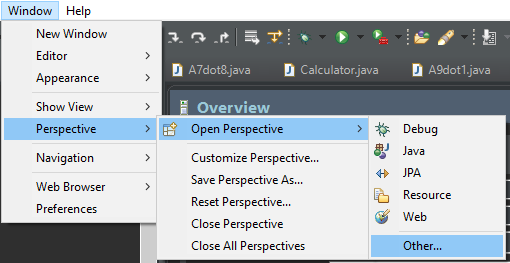 Window Help
New Window
Editor
Appearance
Show View
Perspective
Navigation
Web Browser
Preferences
A7dot8.java Calculator.java A9dot1.java
Overview
Open Perspective
Customize Perspective...
Save Perspective As...
Reset Perspective...
Close Perspective
Close All Perspectives
Debug
Java
JPA
Resource
Web
Other...